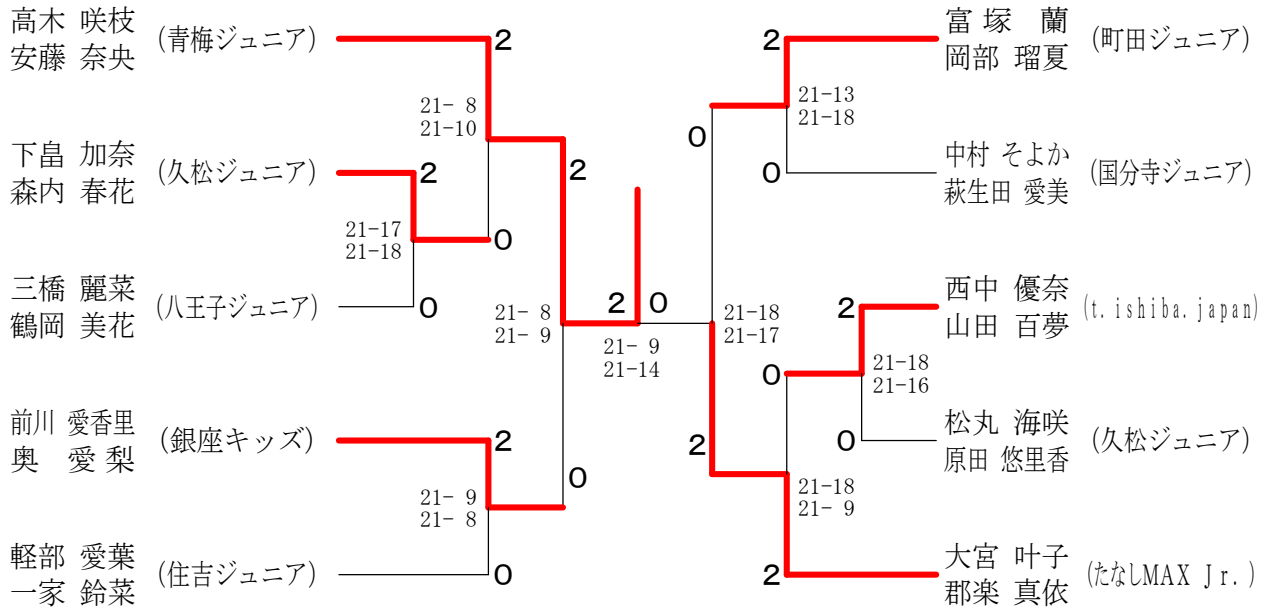 高木 咲枝
安藤 奈央
(青梅ジュニア)
2
21- 8
21-10
下畠 加奈
森内 春花
(久松ジュニア)
2
21-17
21-18
0
三橋 麗菜
鶴岡 美花
(八王子ジュニア)
0
2
21- 8
21- 9
前川 愛香里
奥 愛梨
(銀座キッズ)
2
21- 9
21- 8
0
軽部 愛葉
一家 鈴菜
(住吉ジュニア)
0
2
0
21- 9
21-14
富塚 蘭
岡部 瑠夏
(町田ジュニア)
2
21-13
21-18
0
中村 そよか
萩生田 愛美
(国分寺ジュニア)
0
21-18
21-17
西中 優奈
山田 百夢
(t.ishiba.japan)
2
21-18
21-16
0
松丸 海咲
原田 悠里香
(久松ジュニア)
0
2
21-18
21- 9
大宮 叶子
郡楽 真依
(たなしMAX Jr.)
2